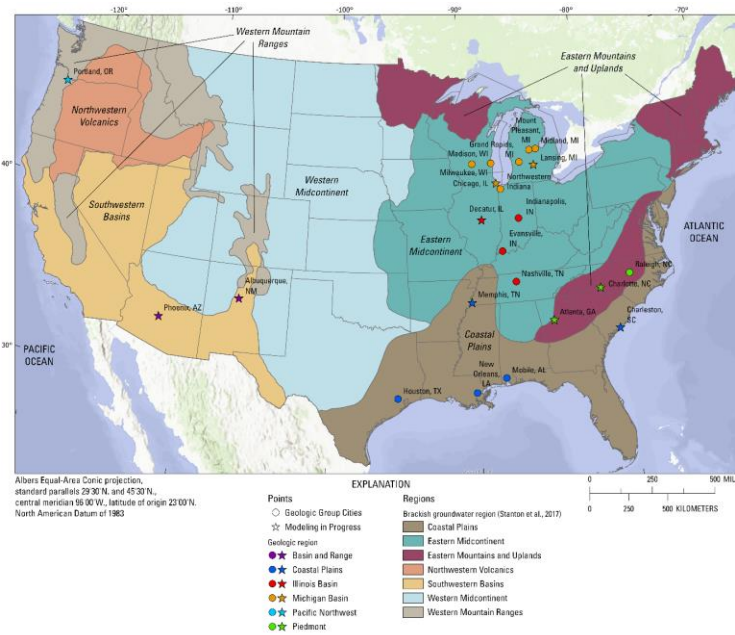 -120°
-110°
-100°
-90°
-80°
-70°
Western Mountain
Ranges
Eastern Mountains
and Uplands
Portland, OR
Northwestern
Volcanics
Mount
Pleasant,
MI
Midland, MI
Grand Rapids,
MI
Lansing, MI
Madison, WI
Milwaukee, WI
Chicago, IL
Northwestern
Indiana
40°
40°
Western
Midcontinent
Southwestern
Basins
Decatur, IL
Indianapolis,
IN
Eastern
Midcontinent
Evansville,
IN
ATLANTIC
OCEAN
Nashville, TN
Raleigh, NC
Charlotte, NC
Albuquerque,
NM
Phoenix, AZ
Memphis, TN
Atlanta, GA
Charleston,
SC
Coastal
Plains
PACIFIC
OCEAN
30°
30°
New
Orleans,
LA
Mobile, AL
Houston, TX
Albers Equal-Area Conic projection,
standard parallels 29°30' N. and 45°30' N.,
central meridian 96°00' W., latitude of origin 23°00' N.
North American Datum of 1983
0 250 500 MIL
0 250 500 KILOMETERS
EXPLANATION
Points
Geologic Group Cities
Modeling in Progress
Geologic region
Basin and Range
Coastal Plains
Illinois Basin
Michigan Basin
Pacific Northwest
Piedmont
Regions
Brackish groundwater region (Stanton et al., 2017)
Coastal Plains
Eastern Midcontinent
Eastern Mountains and Uplands
Northwestern Volcanics
Southwestern Basins
Western Midcontinent
Western Mountain Ranges